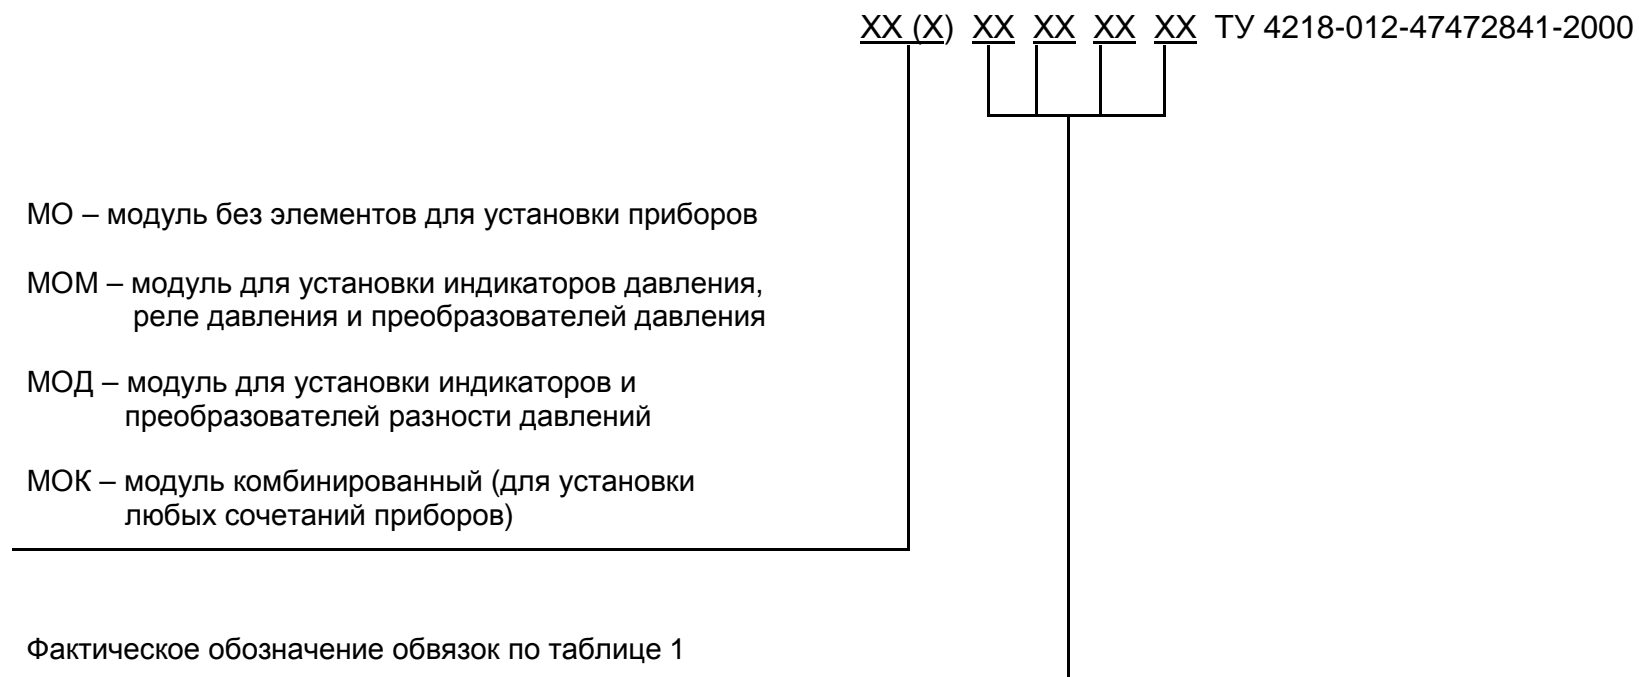 ХХ (Х) ХХ ХХ ХХ ХХ ТУ 4218-012-47472841-2000
МО – модуль без элементов для установки приборов
МОМ – модуль для установки индикаторов давления,
реле давления и преобразователей давления
МОД – модуль для установки индикаторов и
преобразователей разности давлений
МОК – модуль комбинированный (для установки
любых сочетаний приборов)
Фактическое обозначение обвязок по таблице 1